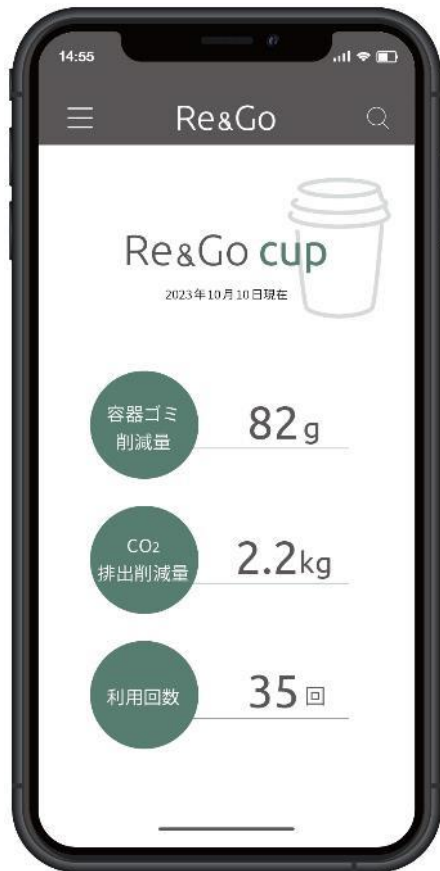 14:55
Re&Go
Re&Go cup
2023年10月10日現在
容器ゴミ
削減量
82g
CO2
排出削減量
2.2kg
利用回数
35回